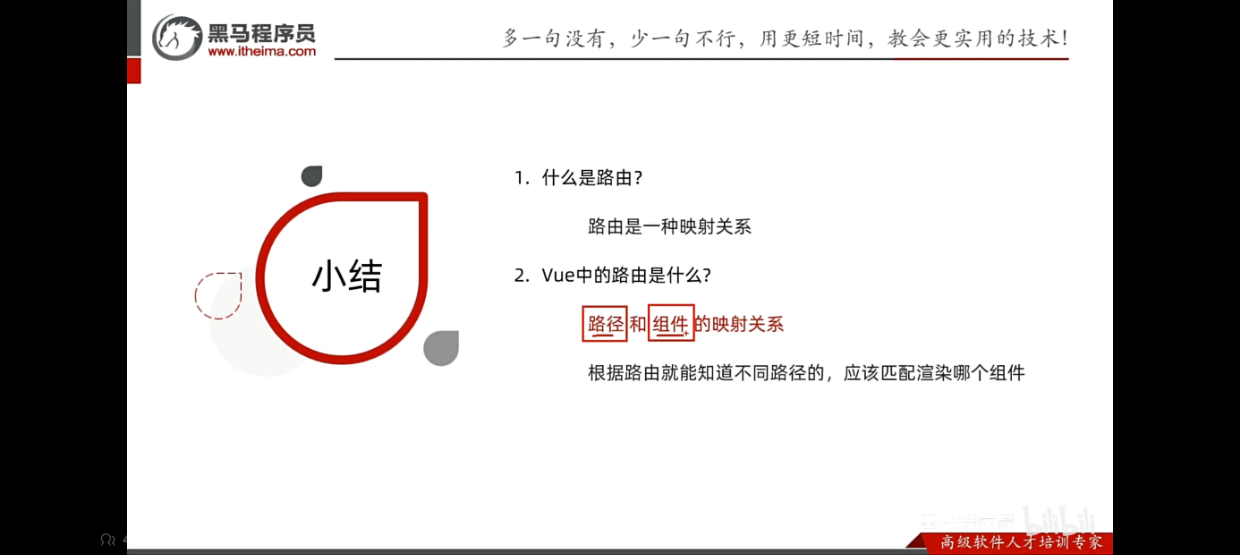 黑马程序员
www.itheima.com
多一句没有，少一句不行，用更短时间，教会更实用的技术！
小结
1. 什么是路由？
路由是一种映射关系
2. Vue中的路由是什么？
路径和组件的映射关系
根据路由就能知道不同路径的，应该匹配渲染哪个组件
bilibili
高级软件人才培训专家